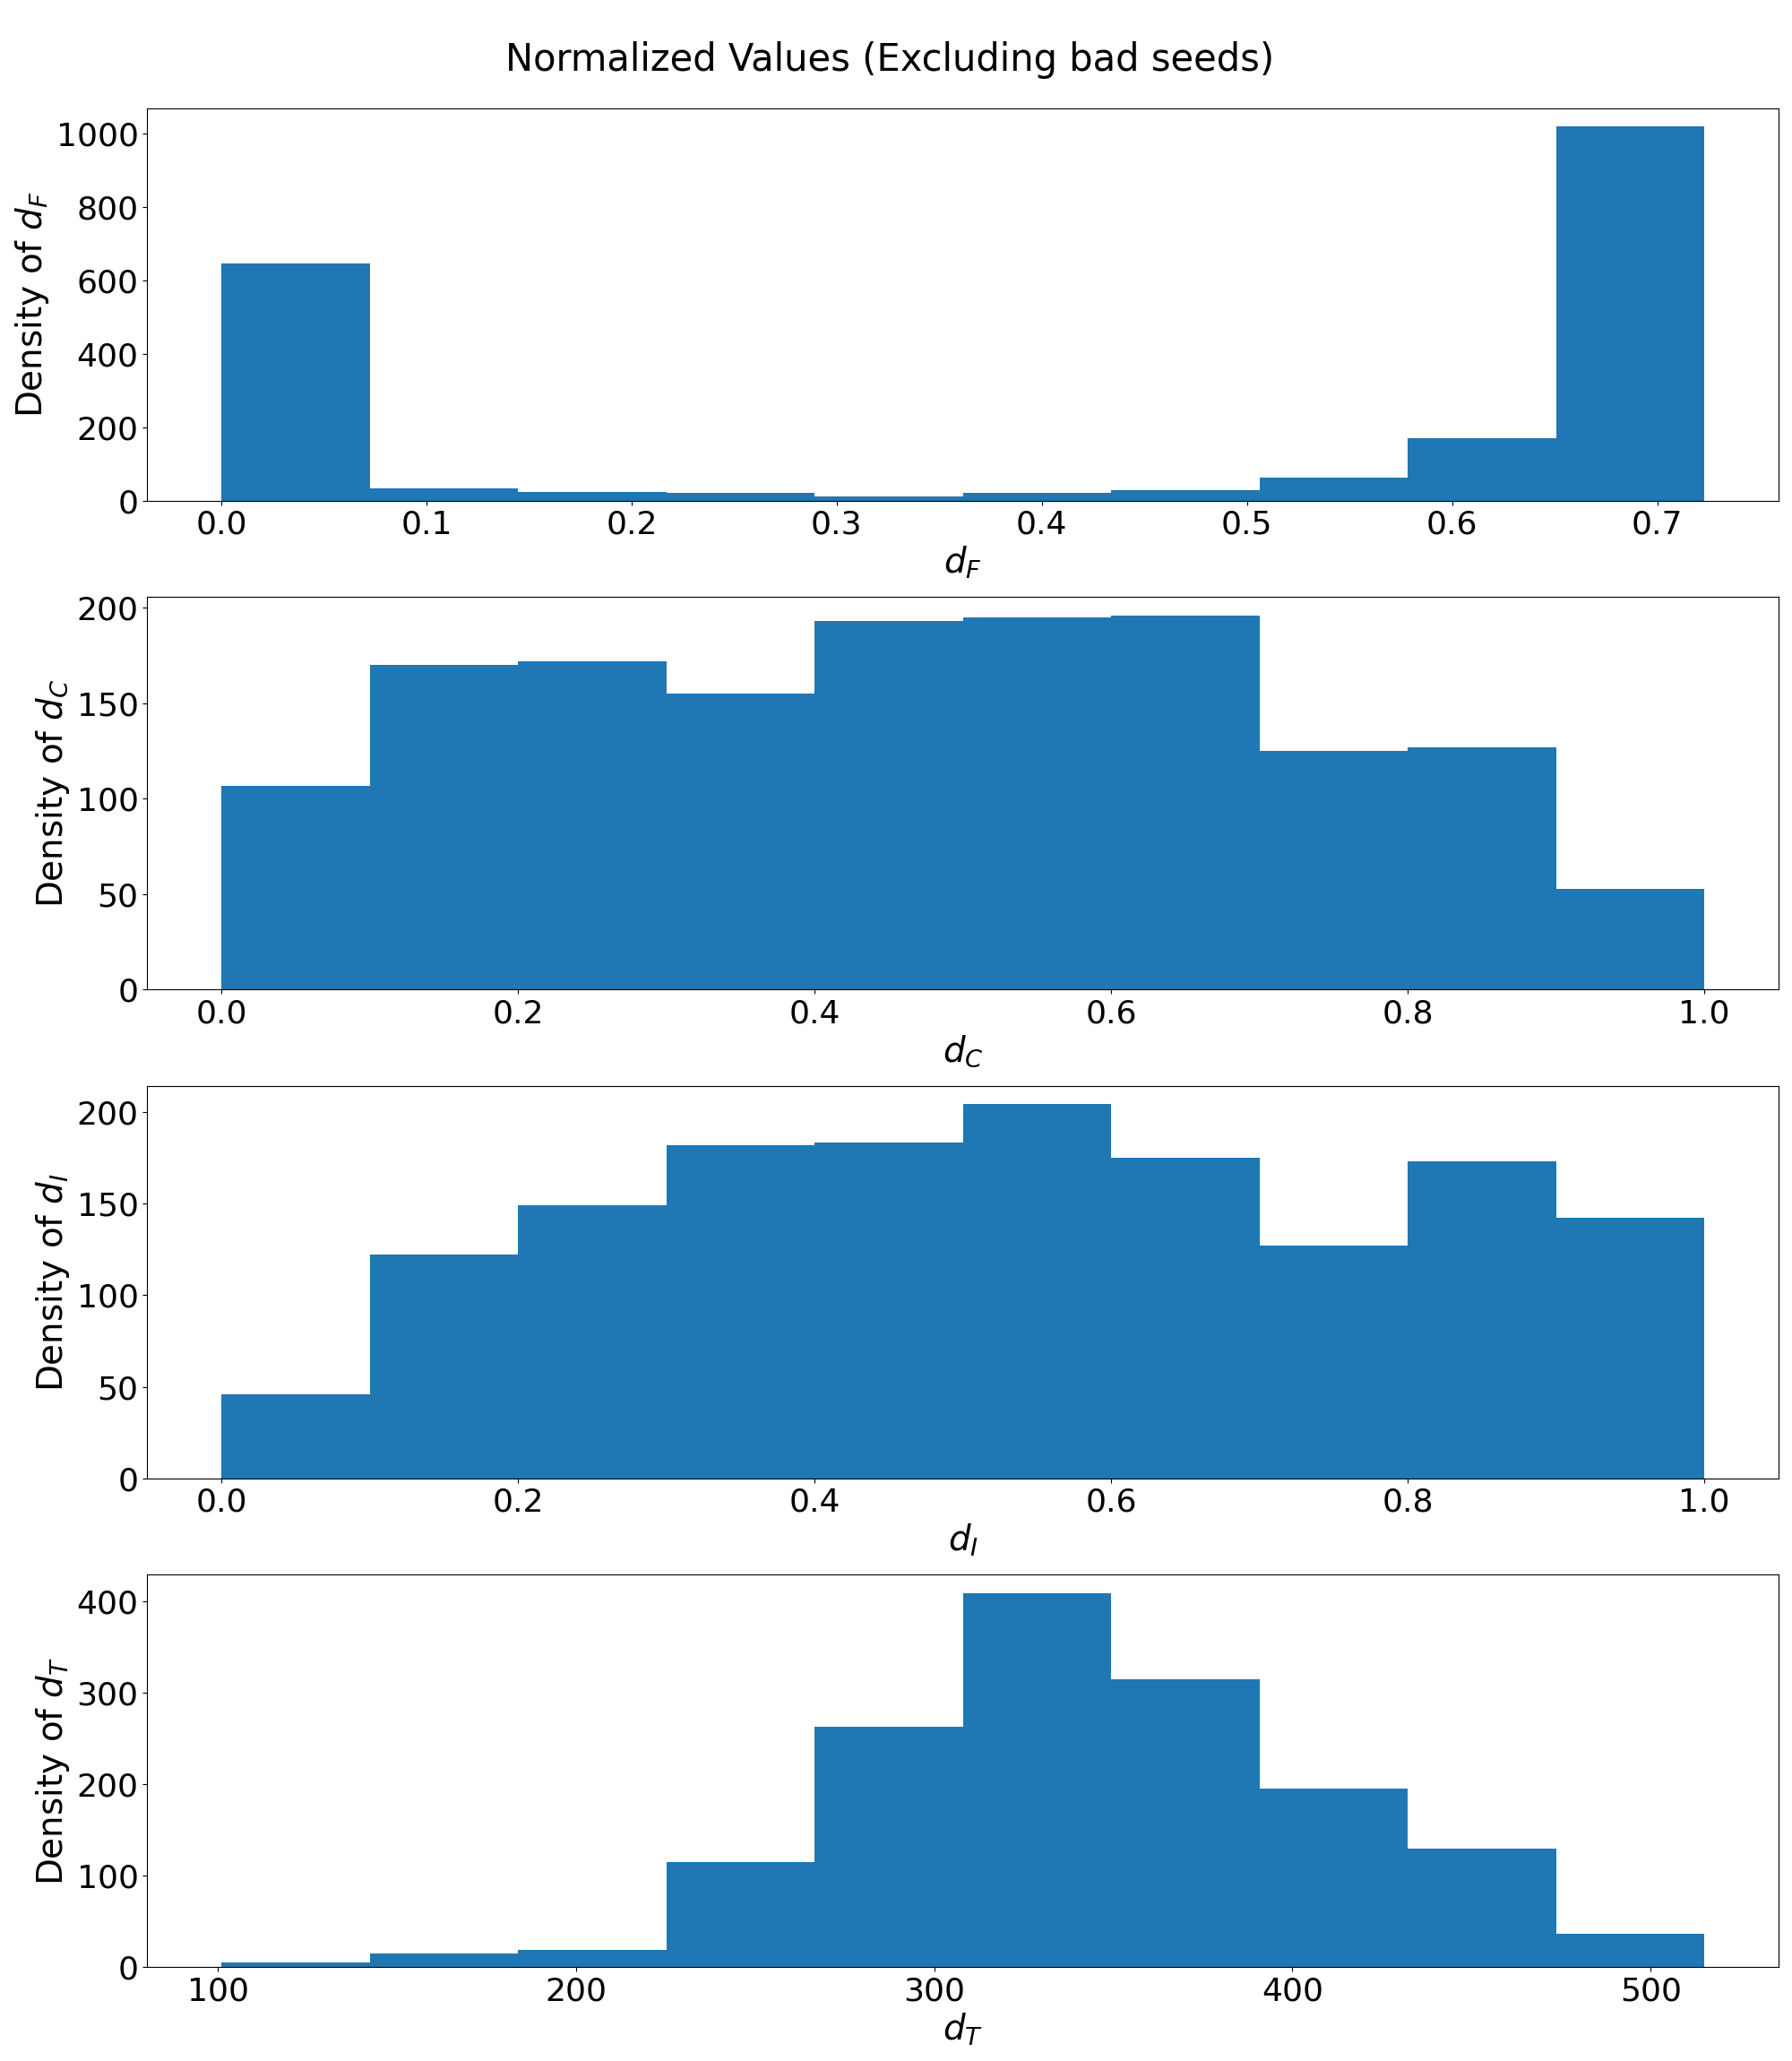 Normalized Values (Excluding bad seeds)
Density of d_F
1000
800
600
400
200
0
0.0 0.1 0.2 0.3 0.4 0.5 0.6 0.7
d_F
Density of d_C
200
150
100
50
0
0.0 0.2 0.4 0.6 0.8 1.0
d_C
Density of d_I
200
150
100
50
0
0.0 0.2 0.4 0.6 0.8 1.0
d_I
Density of d_T
400
300
200
100
0
100 200 300 400 500
d_T